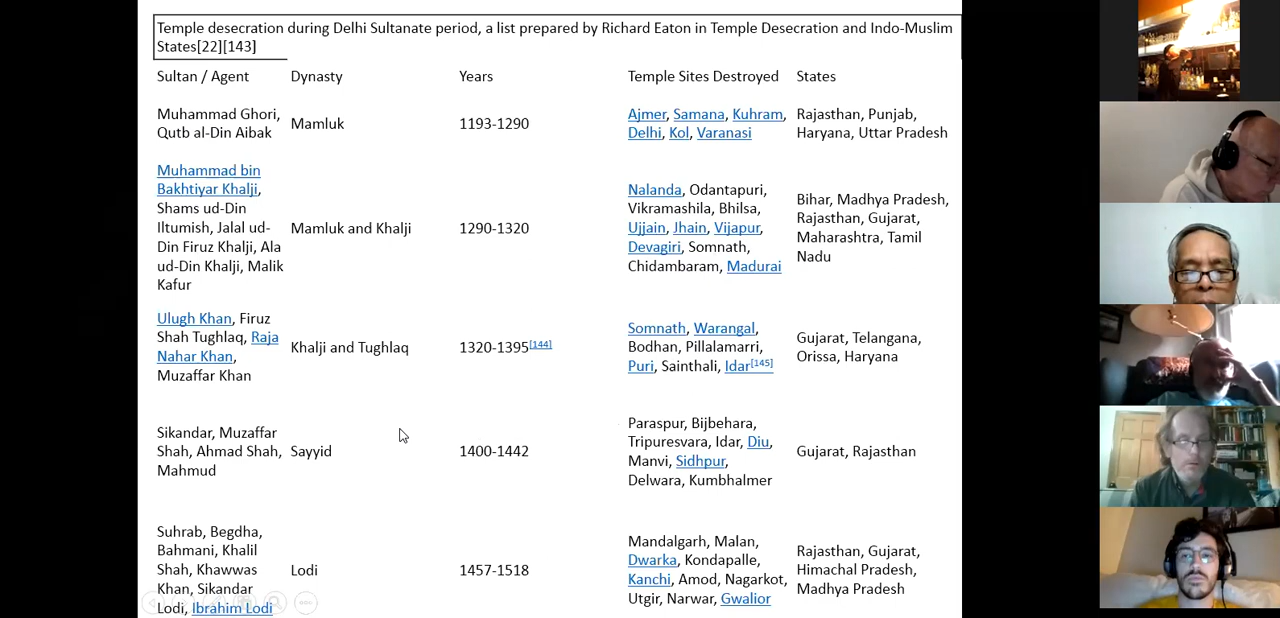 Temple desecration during Delhi Sultanate period, a list prepared by Richard Eaton in Temple Desecration and Indo-Muslim
States[22][143]
Sultan / Agent Dynasty Years Temple Sites Destroyed States
Muhammad Ghori,
Qutb al-Din Aibak
Mamluk
1193-1290
Ajmer, Samana, Kuhram,
Delhi, Kol, Varanasi
Rajasthan, Punjab,
Haryana, Uttar Pradesh
Muhammad bin
Bakhtiyar Khalji,
Shams ud-Din
Iltumish, Jalal ud-
Din Firuz Khalji, Ala
ud-Din Khalji, Malik
Kafur
Mamluk and Khalji
1290-1320
Nalanda, Odantapuri,
Vikramashila, Bhilsa,
Ujjain, Jhain, Vijapur,
Devagiri, Somnath,
Chidambaram, Madurai
Bihar, Madhya Pradesh,
Rajasthan, Gujarat,
Maharashtra, Tamil
Nadu
Ulugh Khan, Firuz
Shah Tughlaq, Raja
Nahar Khan,
Muzaffar Khan
Khalji and Tughlaq
1320-1395[144]
Somnath, Warangal,
Bodhan, Pillalamarri,
Puri, Sainthali, Idar[145]
Gujarat, Telangana,
Orissa, Haryana
Sikandar, Muzaffar
Shah, Ahmad Shah,
Mahmud
Sayyid
1400-1442
Paraspur, Bijbehara,
Tripuresvara, Idar, Diu,
Manvi, Sidhpur,
Delwara, Kumbhalmer
Gujarat, Rajasthan
Suhrab, Begdha,
Bahmani, Khalil
Shah, Khawwas
Khan, Sikandar
Lodi, Ibrahim Lodi
Lodi
1457-1518
Mandalgarh, Malan,
Dwarka, Kondapalle,
Kanchi, Amod, Nagarkot,
Utgir, Narwar, Gwalior
Rajasthan, Gujarat,
Himachal Pradesh,
Madhya Pradesh